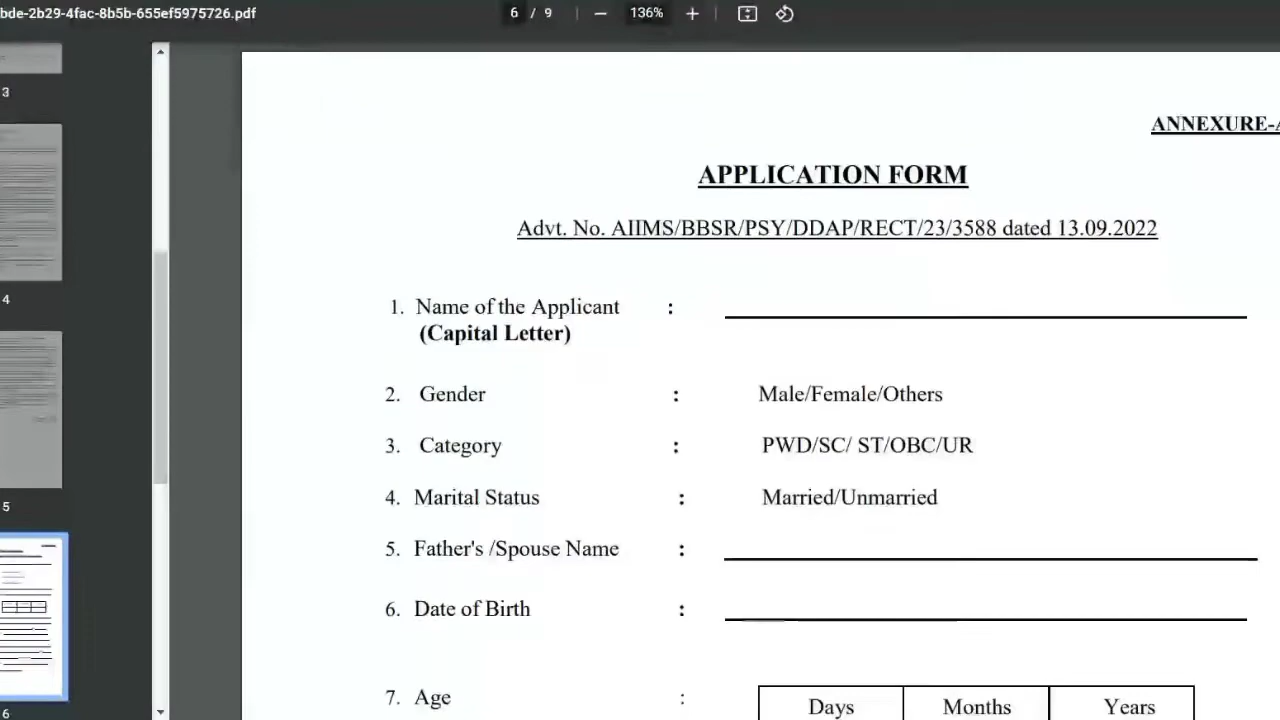 bde-2b29-4fac-8b5b-655ef5975726.pdf
6 / 9
136%
3
4
5
6
ANNEXURE-A
APPLICATION FORM
Advt. No. AIIMS/BBSR/PSY/DDAP/RECT/23/3588 dated 13.09.2022
1. Name of the Applicant :
(Capital Letter)
2. Gender : Male/Female/Others
3. Category : PWD/SC/ ST/OBC/UR
4. Marital Status : Married/Unmarried
5. Father's /Spouse Name :
6. Date of Birth :
7. Age : Days Months Years